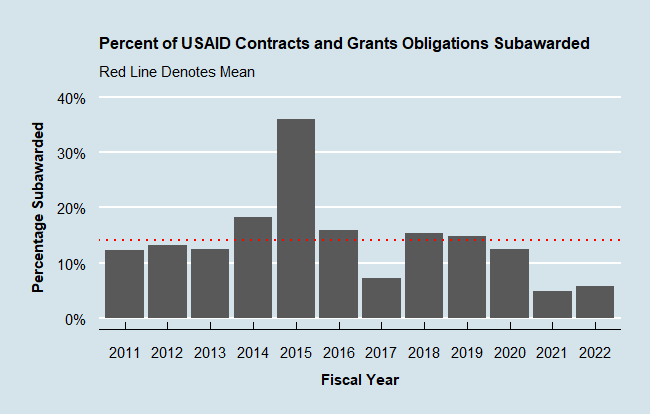 Percent of USAID Contracts and Grants Obligations Subawarded
Red Line Denotes Mean
40%
30%
20%
10%
0%
Percentage Subawarded
2011 2012 2013 2014 2015 2016 2017 2018 2019 2020 2021 2022
Fiscal Year